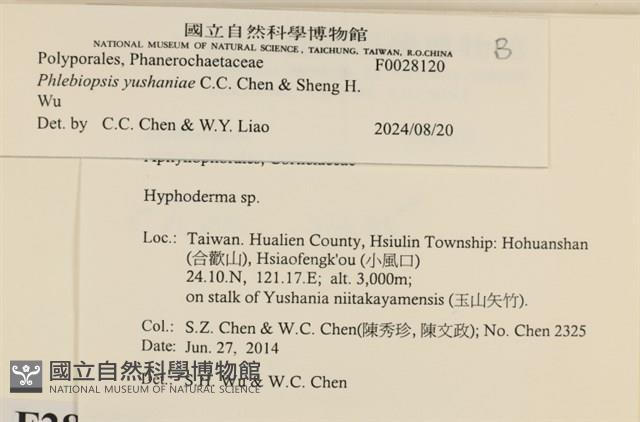 國立自然科學博物館
NATIONAL MUSEUM OF NATURAL SCIENCE, TAICHUNG, TAIWAN, R.O.CHINA
B
Polyporales, Phanerochaetaceae F0028120
Phlebiopsis yushaniae C.C. Chen & Sheng H.
Wu
Det. by C.C. Chen & W.Y. Liao 2024/08/20
Hyphoderma sp.
Loc.: Taiwan. Hualien County, Hsiulin Township: Hohuanshan
(合歡山), Hsiaofengk'ou (小風口)
24.10.N, 121.17.E; alt. 3,000m;
on stalk of Yushania niitakayamensis (玉山矢竹).
Col.: S.Z. Chen & W.C. Chen(陳秀珍, 陳文政); No. Chen 2325
Date: Jun. 27, 2014
Det.: S.H. Wu & W.C. Chen
國立自然科學博物館
NATIONAL MUSEUM OF NATURAL SCIENCE